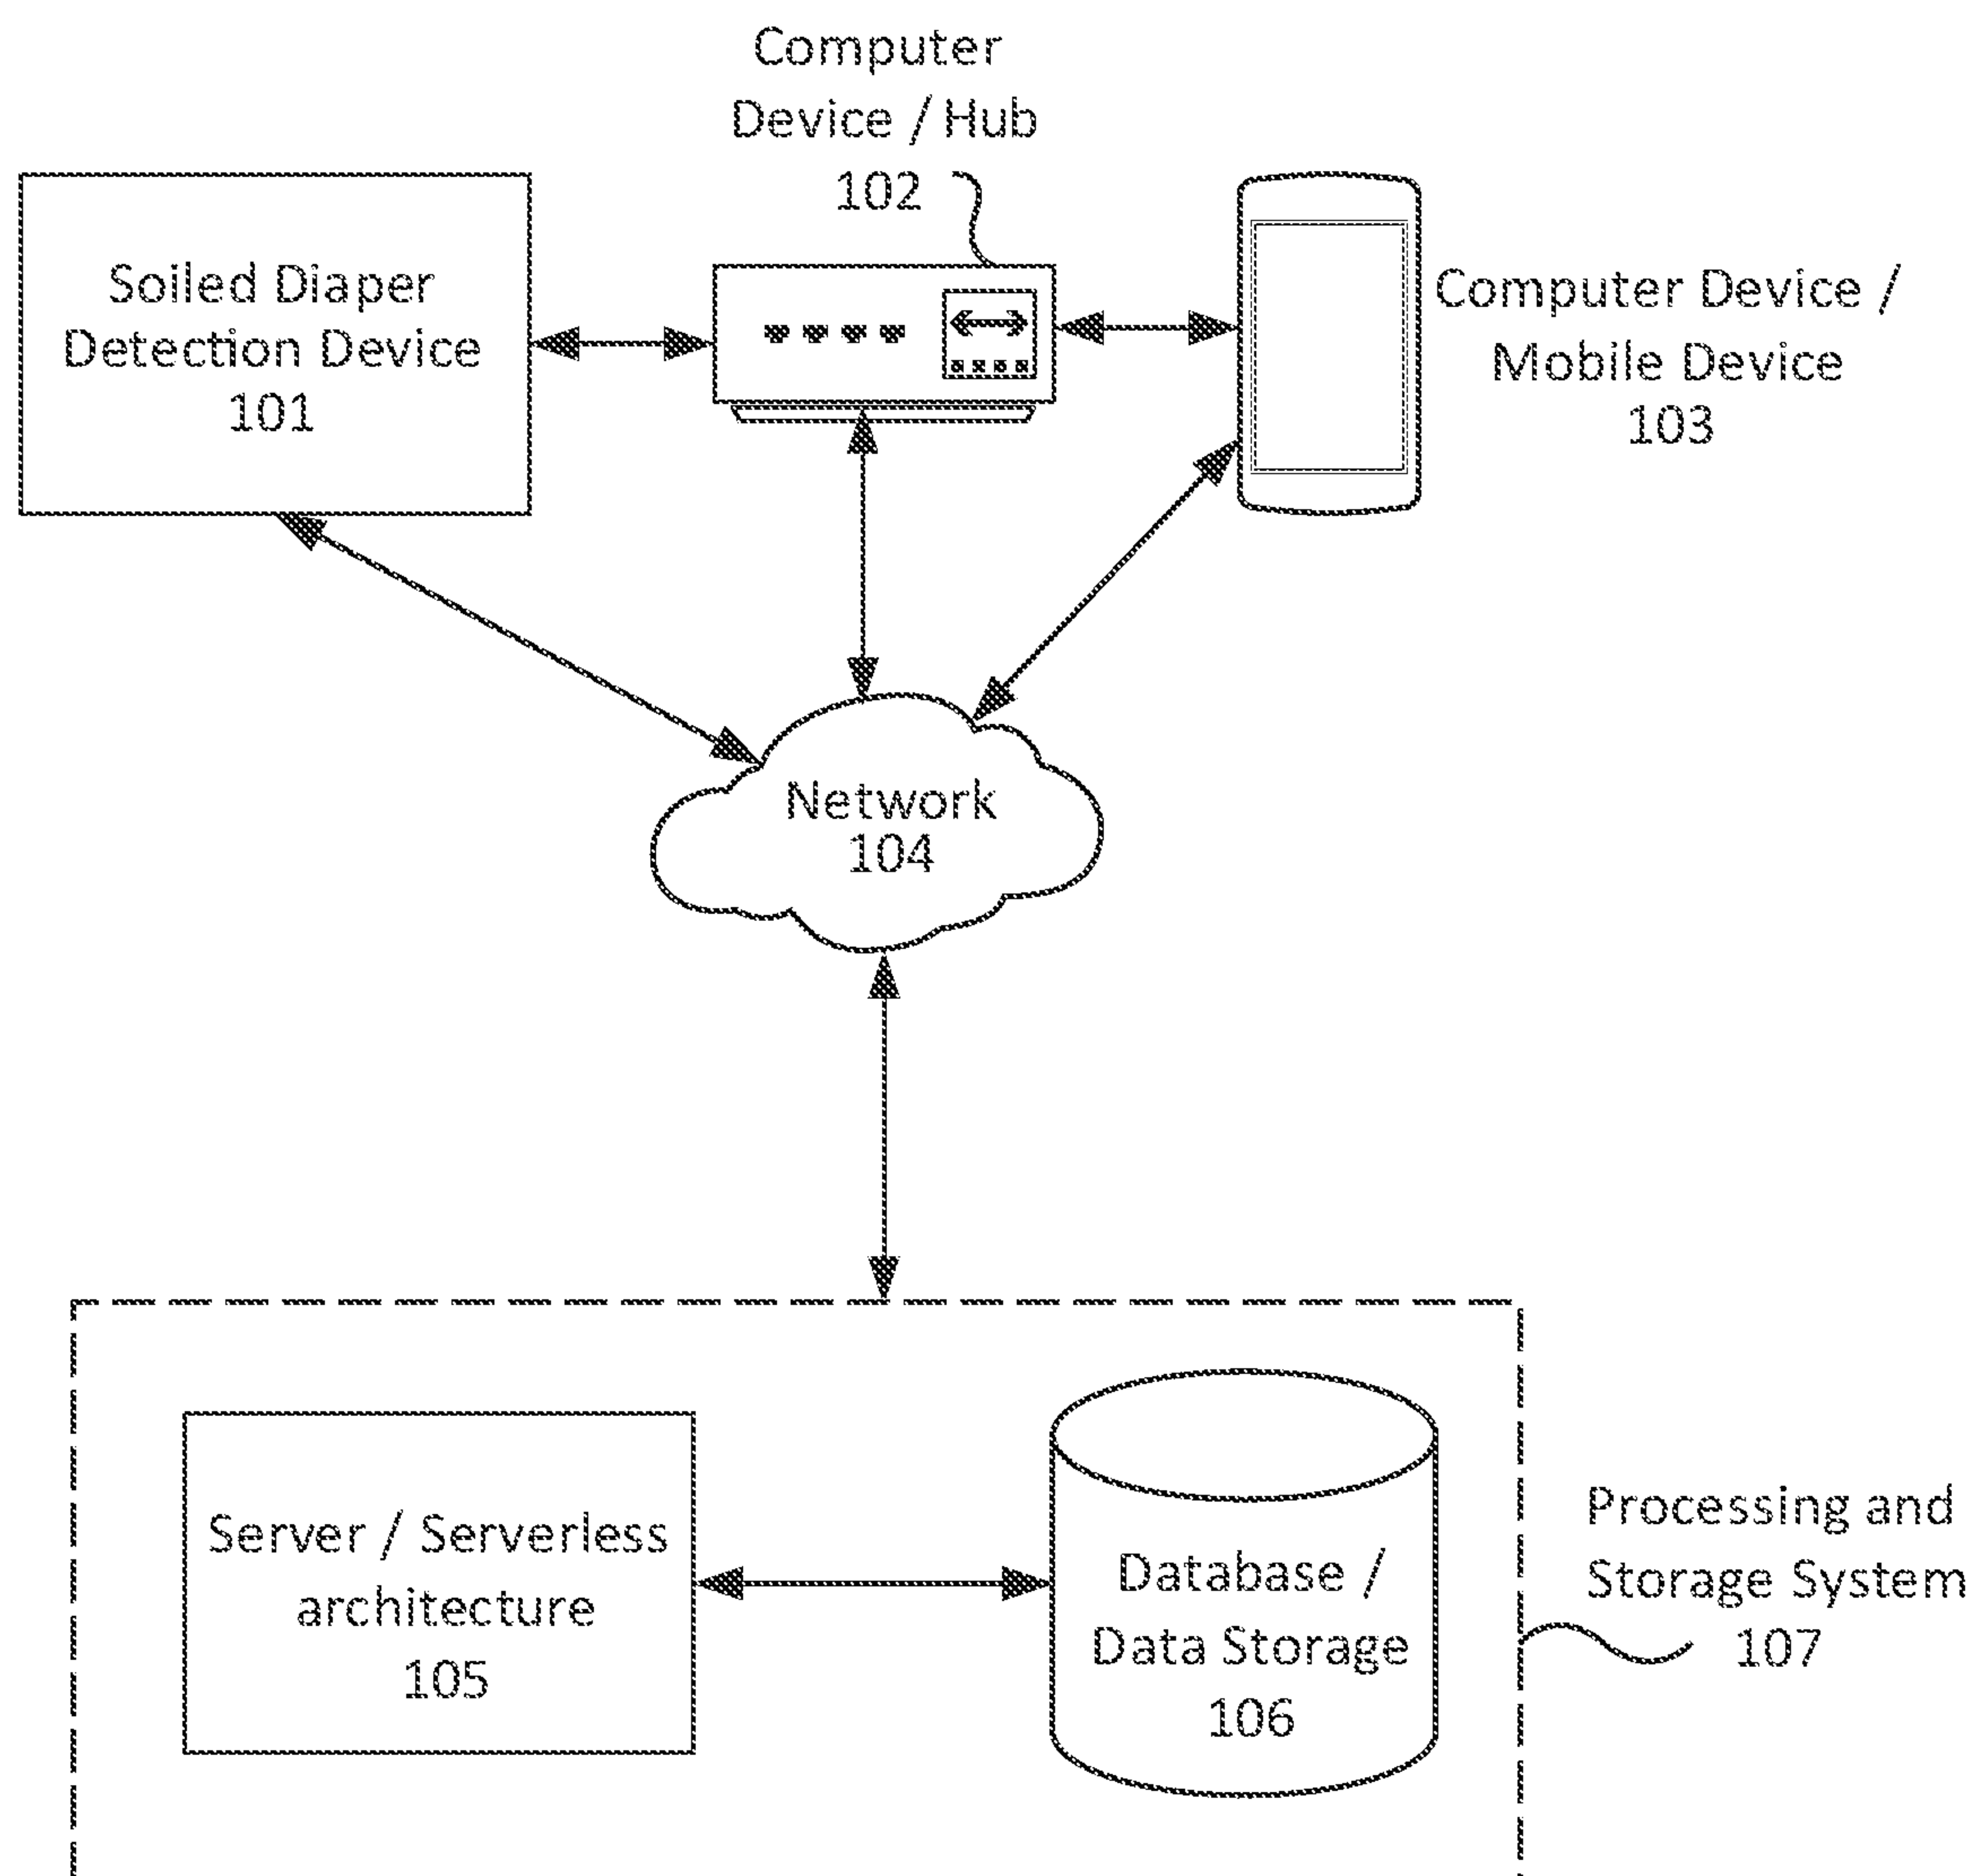 Computer
Device / Hub
102
Soiled Diaper
Detection Device
101
Computer Device /
Mobile Device
103
Network
104
Server / Serverless
architecture
105
Database /
Data Storage
106
Processing and
Storage System
107